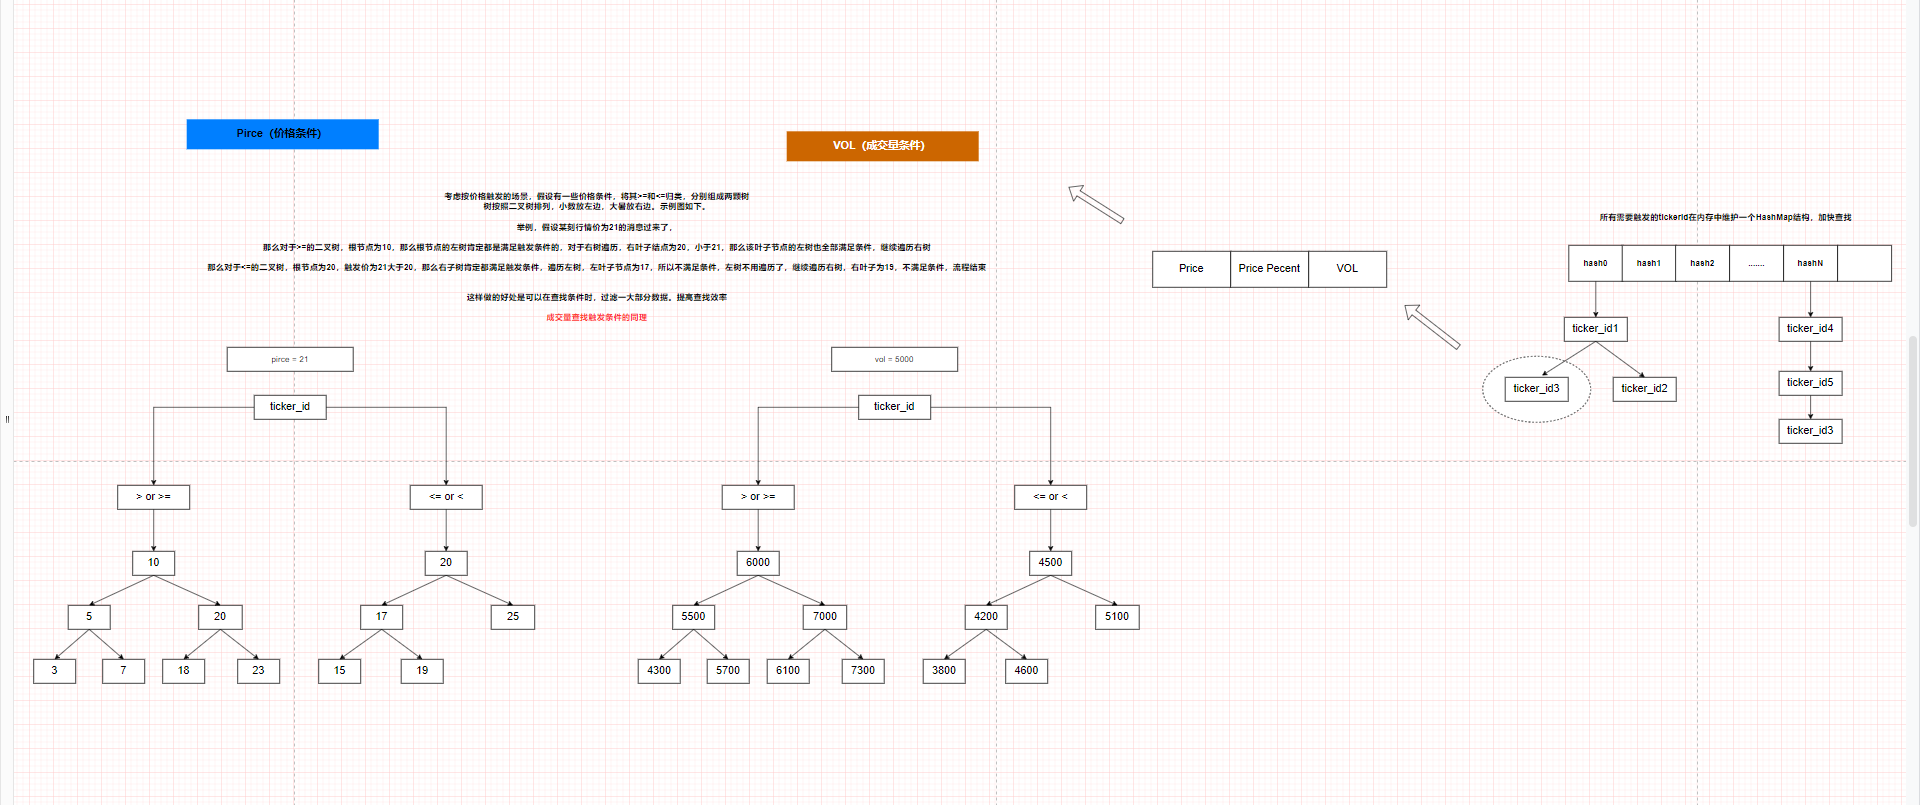 Pirce（价格条件）
VOL（成交量条件）
考虑按价格触发的场景，假设有一些价格条件，将其>=和<=归类，分别组成两颗树
树按照二叉树排列，小数放左边，大暑放右边。示例图如下。
举例，假设某刻行情价为21的消息过来了，
那么对于>=的二叉树，根节点为10，那么根节点的左树肯定都是满足触发条件的，对于右树遍历，右叶子结点为20，小于21，那么该叶子节点的左树也全部满足条件，继续遍历右树
那么对于<=的二叉树，根节点为20，触发价为21大于20，那么右子树肯定都满足触发条件，遍历左树，左叶子节点为17，所以不满足条件，左树不用遍历了，继续遍历右树，右叶为19，不满足条件，流程结束
这样做的好处是可以在查找条件时，过滤一大部分数据。提高查找效率
成交量查找触发条件的同理
pirce = 21
ticker_id
> or >=
<= or <
10
20
5
20
17
25
3
7
18
23
15
19
vol = 5000
ticker_id
> or >=
<= or <
6000
4500
5500
7000
4200
5100
4300
5700
6100
7300
3800
4600
Price
Price Pecent
VOL
所有需要触发的tickerid在内存中维护一个HashMap结构，加快查找
hash0
hash1
hash2
.......
hashN
ticker_id1
ticker_id4
ticker_id3
ticker_id2
ticker_id5
ticker_id3